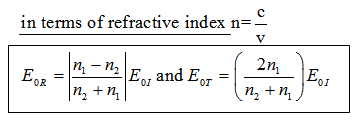 in terms of refractive index n= c/v
E₀R = |(n₁ − n₂)/(n₂ + n₁)| E₀I and E₀T = (2n₁/(n₂ + n₁)) E₀I